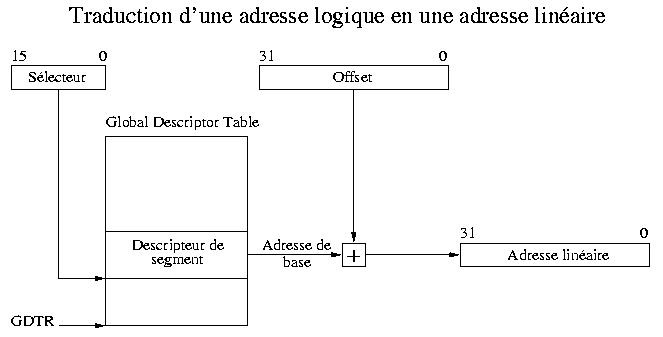 Traduction d'une adresse logique en une adresse linéaire
15 0
31 0
Sélecteur
Offset
Global Descriptor Table
Descripteur de
segment
Adresse de
base
+
31 0
Adresse linéaire
GDTR